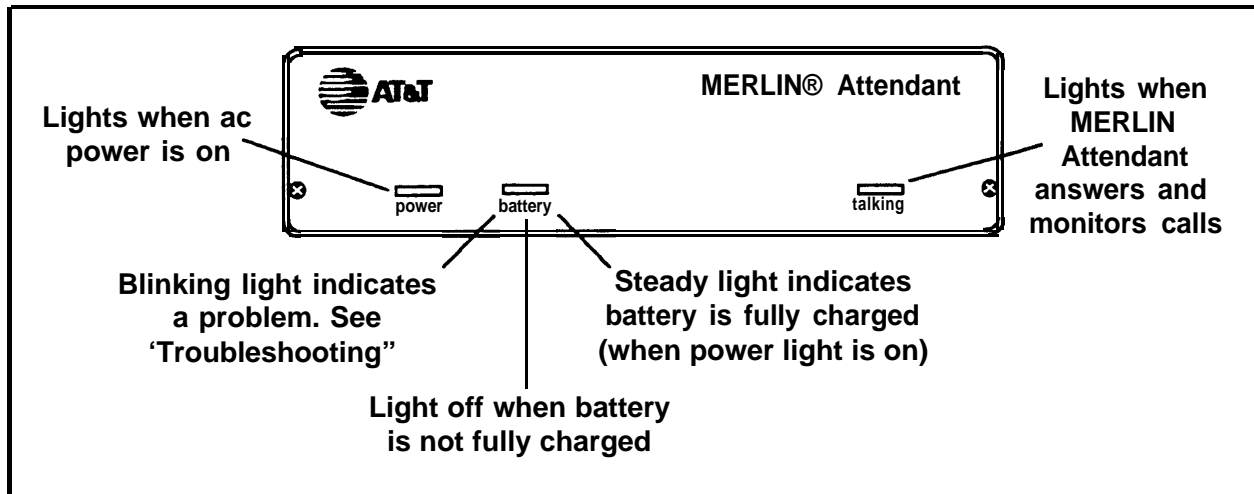 AT&T
MERLIN® Attendant
Lights when ac
power is on
power
battery
talking
Lights when
MERLIN
Attendant
answers and
monitors calls
Blinking light indicates
a problem. See
‘Troubleshooting”
Steady light indicates
battery is fully charged
(when power light is on)
Light off when battery
is not fully charged